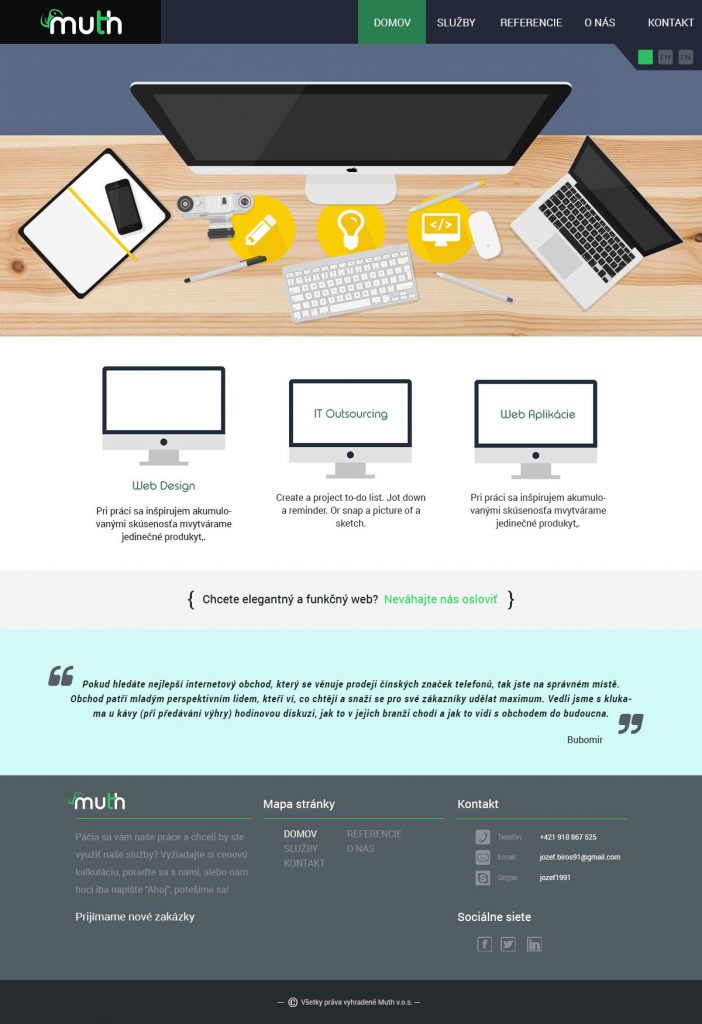 muth
DOMOV SLUŽBY REFERENCIE O NÁS KONTAKT
</>
IT Outsourcing
Web Aplikácie
Web Design
Pri práci sa inšpirujem akumulo-
vanými skúsenosťa mvytvárame
jedinečné produkyt,.
Create a project to-do list. Jot down
a reminder. Or snap a picture of a
sketch.
Pri práci sa inšpirujem akumulo-
vanými skúsenosťa mvytvárame
jedinečné produkyt,.
{ Chcete elegantný a funkčný web? Neváhajte nás osloviť }
“ Pokud hledáte nejlepší internetový obchod, který se věnuje prodeji čínských značek telefonů, tak jste na správném místě.
Obchod patří mladým perspektivním lidem, kteří ví, co chtějí a snaží se pro své zákazníky udělat maximum. Vedli jsme s kluka-
ma u kávy (při předávání výhry) hodinovou diskuzi, jak to v jejich branži chodí a jak to vidí s obchodem do budoucna. ”
Bubomir
muth
Páčia sa vám naše práce a chceli by ste
využiť naše služby? Vyžiadajte si cenovú
kalkuláciu, poraďte sa s nami, alebo nám
hoci iba napíšte "Ahoj", potešíme sa!
Prijímame nové zakázky
Mapa stránky
DOMOV REFERENCIE
SLUŽBY O NÁS
KONTAKT
Kontakt
Telefón: +421 918 867 525
Email: jozef.biros91@gmail.com
Skype: jozef1991
Sociálne siete
— © Všetky práva vyhradené Muth v.o.s. —